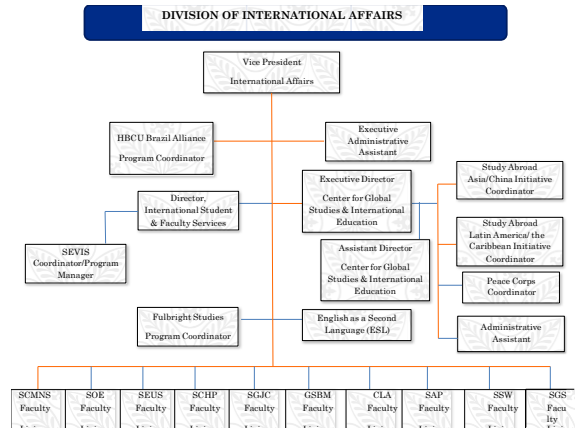 DIVISION OF INTERNATIONAL AFFAIRS
Vice President
International Affairs
HBCU Brazil Alliance
Program Coordinator
Executive
Administrative
Assistant
Executive Director
Center for Global
Studies & International
Education
Study Abroad
Asia/China Initiative
Coordinator
Director,
International Student
& Faculty Services
Study Abroad
Latin America/ the
Caribbean Initiative
Coordinator
SEVIS
Coordinator/Program
Manager
Assistant Director
Center for Global
Studies & International
Education
Peace Corps
Coordinator
Fulbright Studies
Program Coordinator
English as a Second
Language (ESL)
Administrative
Assistant
SCMNS
Faculty
SOE
Faculty
SEUS
Faculty
SCHP
Faculty
SGJC
Faculty
GSBM
Faculty
CLA
Faculty
SAP
Faculty
SSW
Faculty
SGS
Facu
lty